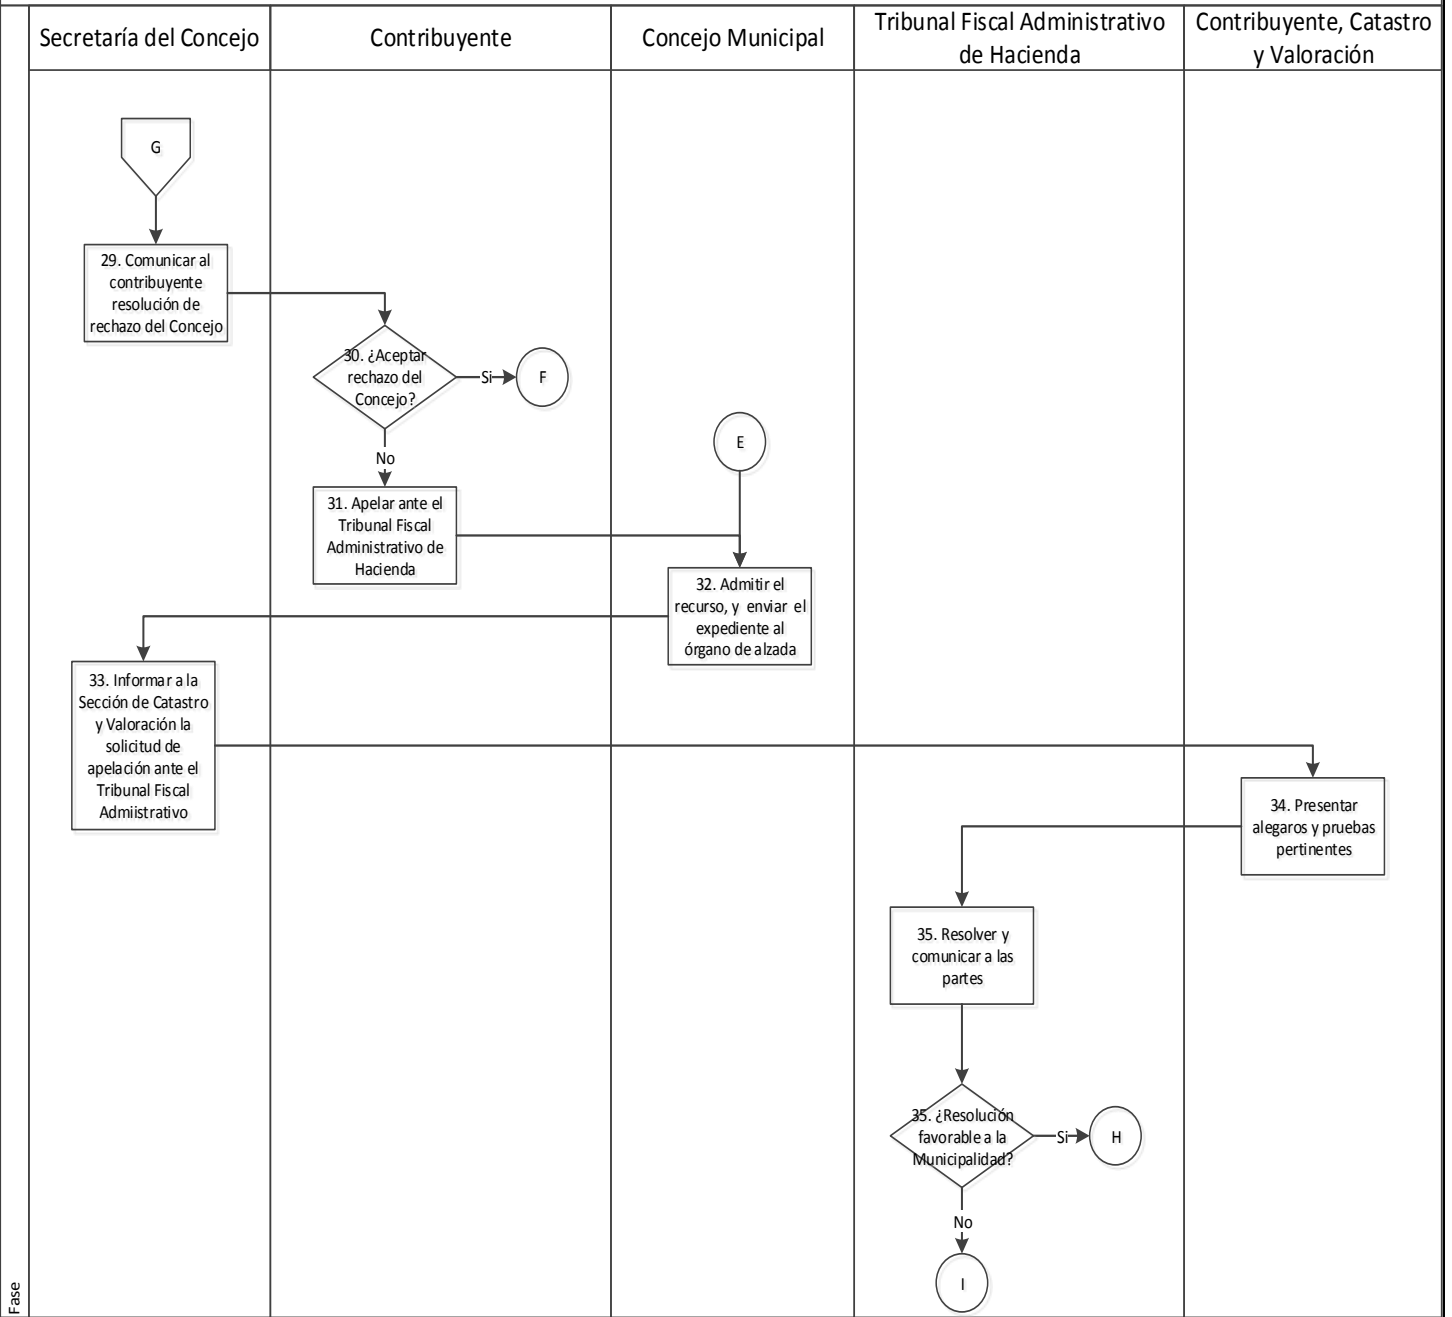 Secretaría del Concejo
Contribuyente
Concejo Municipal
Tribunal Fiscal Administrativo
de Hacienda
Contribuyente, Catastro
y Valoración
G
29. Comunicar al
contribuyente
resolución de
rechazo del Concejo
30. ¿Aceptar
rechazo del
Concejo?
Si
F
No
E
31. Apelar ante el
Tribunal Fiscal
Administrativo de
Hacienda
32. Admitir el
recurso, y enviar el
expediente al
órgano de alzada
33. Informar a la
Sección de Catastro
y Valoración la
solicitud de
apelación ante el
Tribunal Fiscal
Admiistrativo
34. Presentar
alegaros y pruebas
pertinentes
35. Resolver y
comunicar a las
partes
35. ¿Resolución
favorable a la
Municipalidad?
Si
H
No
I
Fase